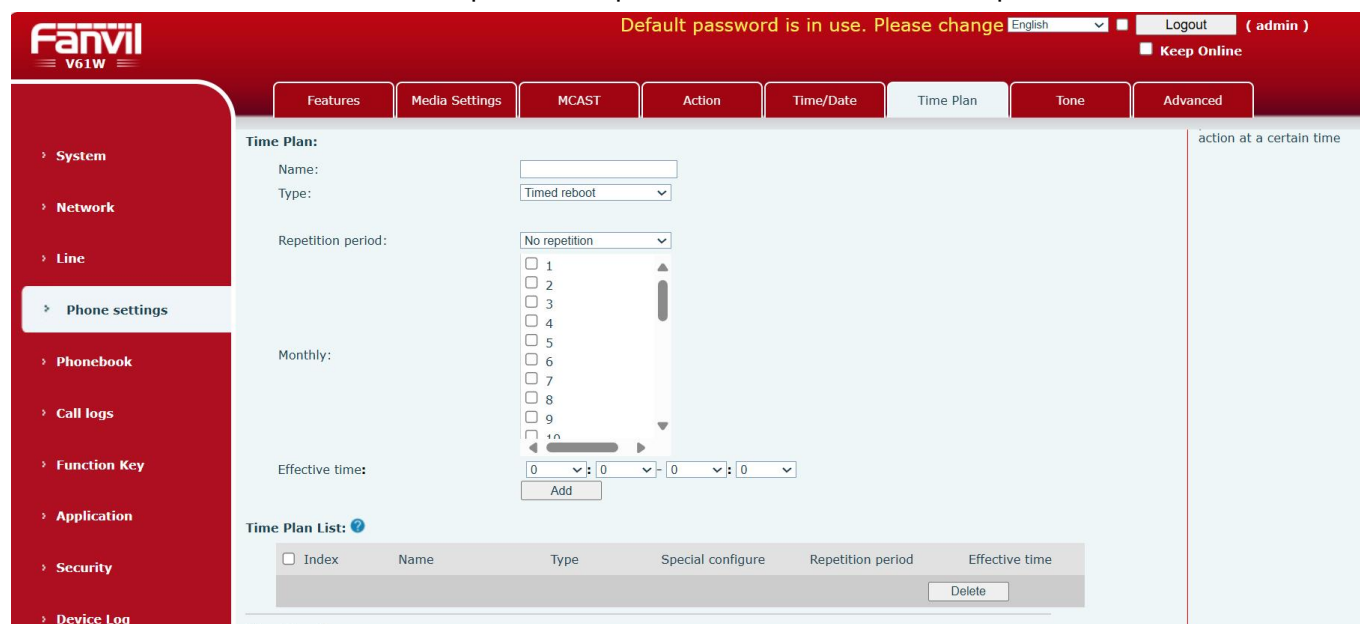 Default password is in use. Please change
English
Logout
( admin )
Fanvil
V61W
Keep Online
Features
Media Settings
MCAST
Action
Time/Date
Time Plan
Tone
Advanced
action at a certain time
System
Network
Line
Phone settings
Phonebook
Call logs
Function Key
Application
Security
Device Log
Time Plan:
Name:
Type:
Timed reboot
Repetition period:
No repetition
Monthly:
1
2
3
4
5
6
7
8
9
10
Effective time:
0 : 0 - 0 : 0
Add
Time Plan List:
?
Index Name Type Special configure Repetition period Effective time
Delete